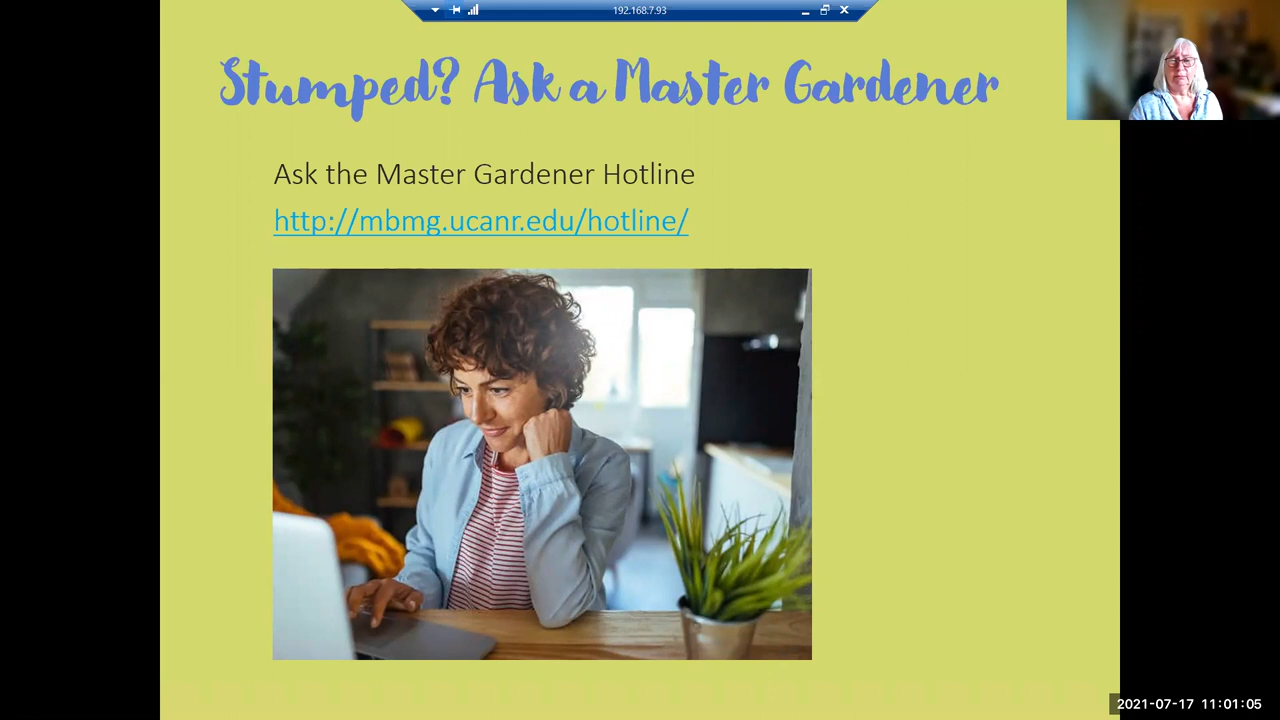 192.168.7.93
Stumped? Ask a Master Gardener
Ask the Master Gardener Hotline
http://mbmg.ucanr.edu/hotline/
2021-07-17 11:01:05